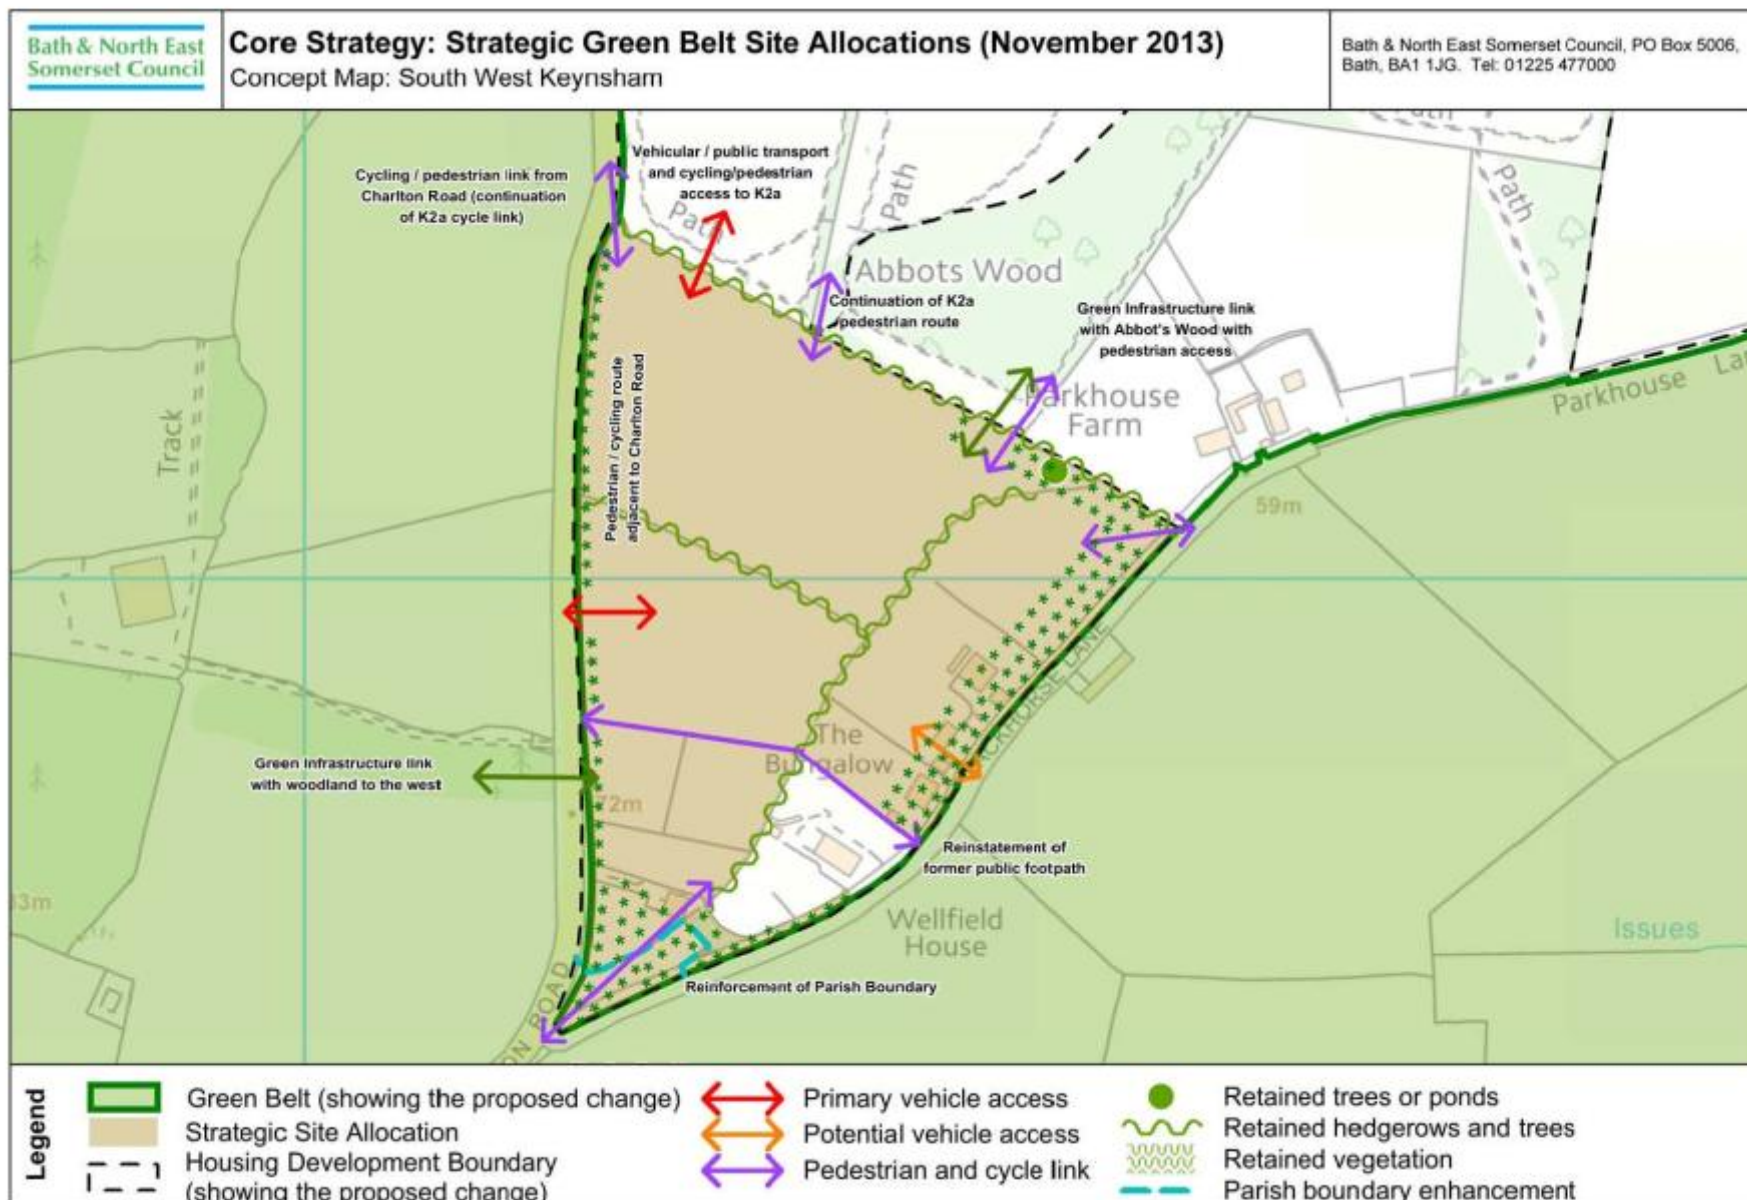 Bath & North East
Somerset Council
Core Strategy: Strategic Green Belt Site Allocations (November 2013)
Concept Map: South West Keynsham
Bath & North East Somerset Council, PO Box 5006,
Bath, BA1 1JG. Tel: 01225 477000
Cycling / pedestrian link from
Charlton Road (continuation
of K2a cycle link)
Vehicular / public transport
and cycling/pedestrian
access to K2a
Path
Path
Path
Abbots Wood
Continuation of K2a
pedestrian route
Green Infrastructure link
with Abbot's Wood with
pedestrian access
Parkhouse
Farm
Parkhouse
Track
Pedestrian / cycling route
adjacent to Charlton Road
59m
The
Bungalow
Green Infrastructure link
with woodland to the west
72m
Reinstatement of
former public footpath
Wellfield
House
Issues
Reinforcement of Parish Boundary
ROAD
LANE
Legend
Green Belt (showing the proposed change)
Strategic Site Allocation
Housing Development Boundary
(showing the proposed change)
Primary vehicle access
Potential vehicle access
Pedestrian and cycle link
Retained trees or ponds
Retained hedgerows and trees
Retained vegetation
Parish boundary enhancement